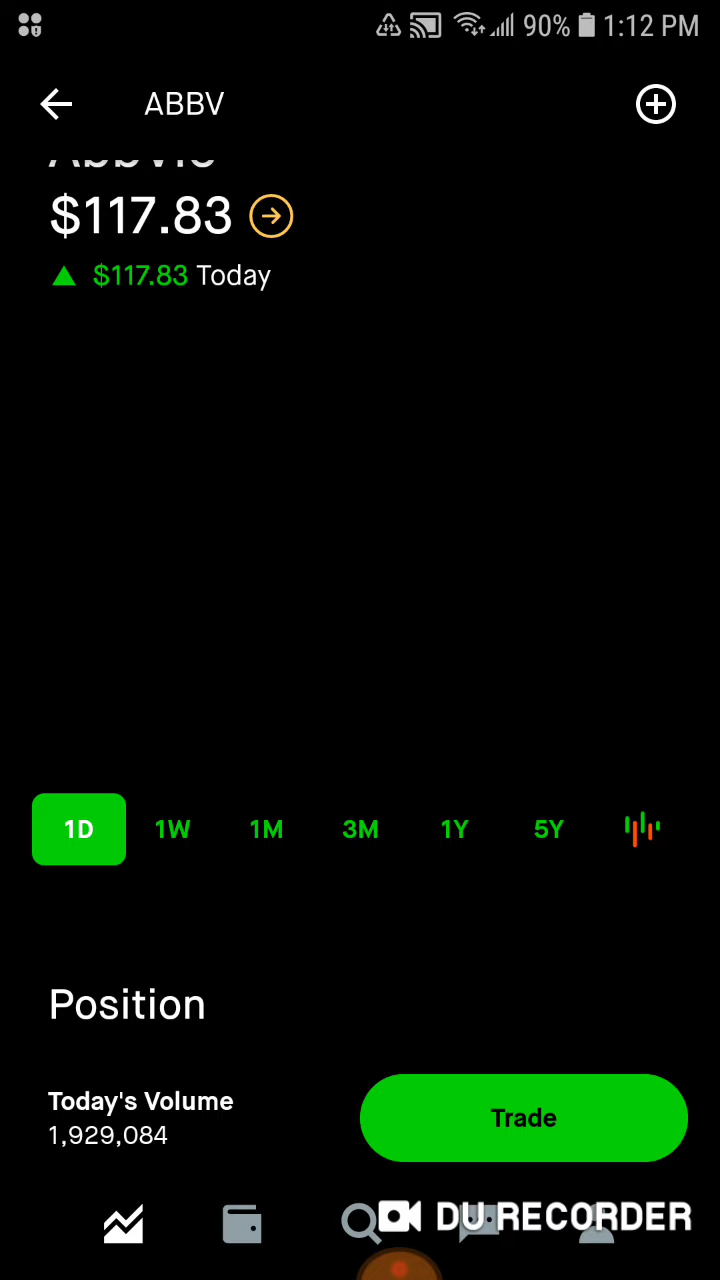 90% 1:12 PM
ABBV
AbbVie
$117.83
$117.83 Today
1D 1W 1M 3M 1Y 5Y
Position
Today's Volume
1,929,084
Trade
DU RECORDER